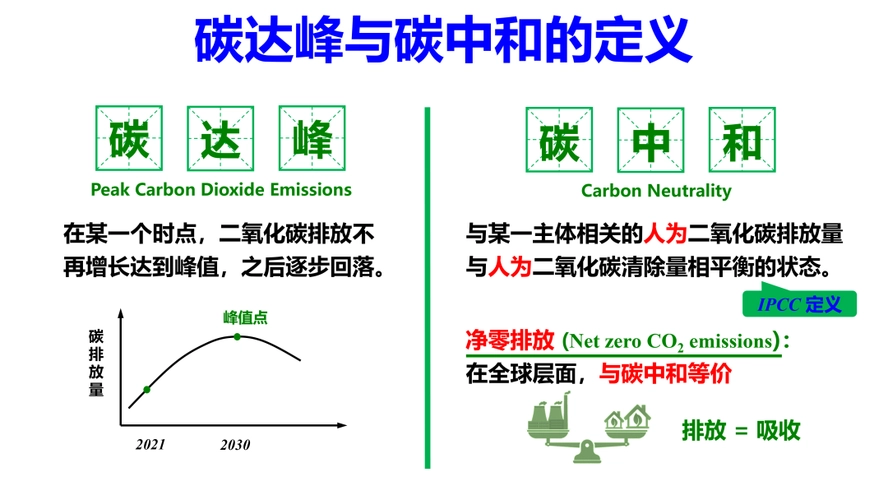 碳达峰与碳中和的定义
碳达峰
Peak Carbon Dioxide Emissions
在某一个时点，二氧化碳排放不
再增长达到峰值，之后逐步回落。
峰值点
碳排放量
2021 2030
碳中和
Carbon Neutrality
与某一主体相关的人为二氧化碳排放量
与人为二氧化碳清除量相平衡的状态。
IPCC 定义
净零排放 (Net zero CO₂ emissions)：
在全球层面，与碳中和等价
排放 = 吸收